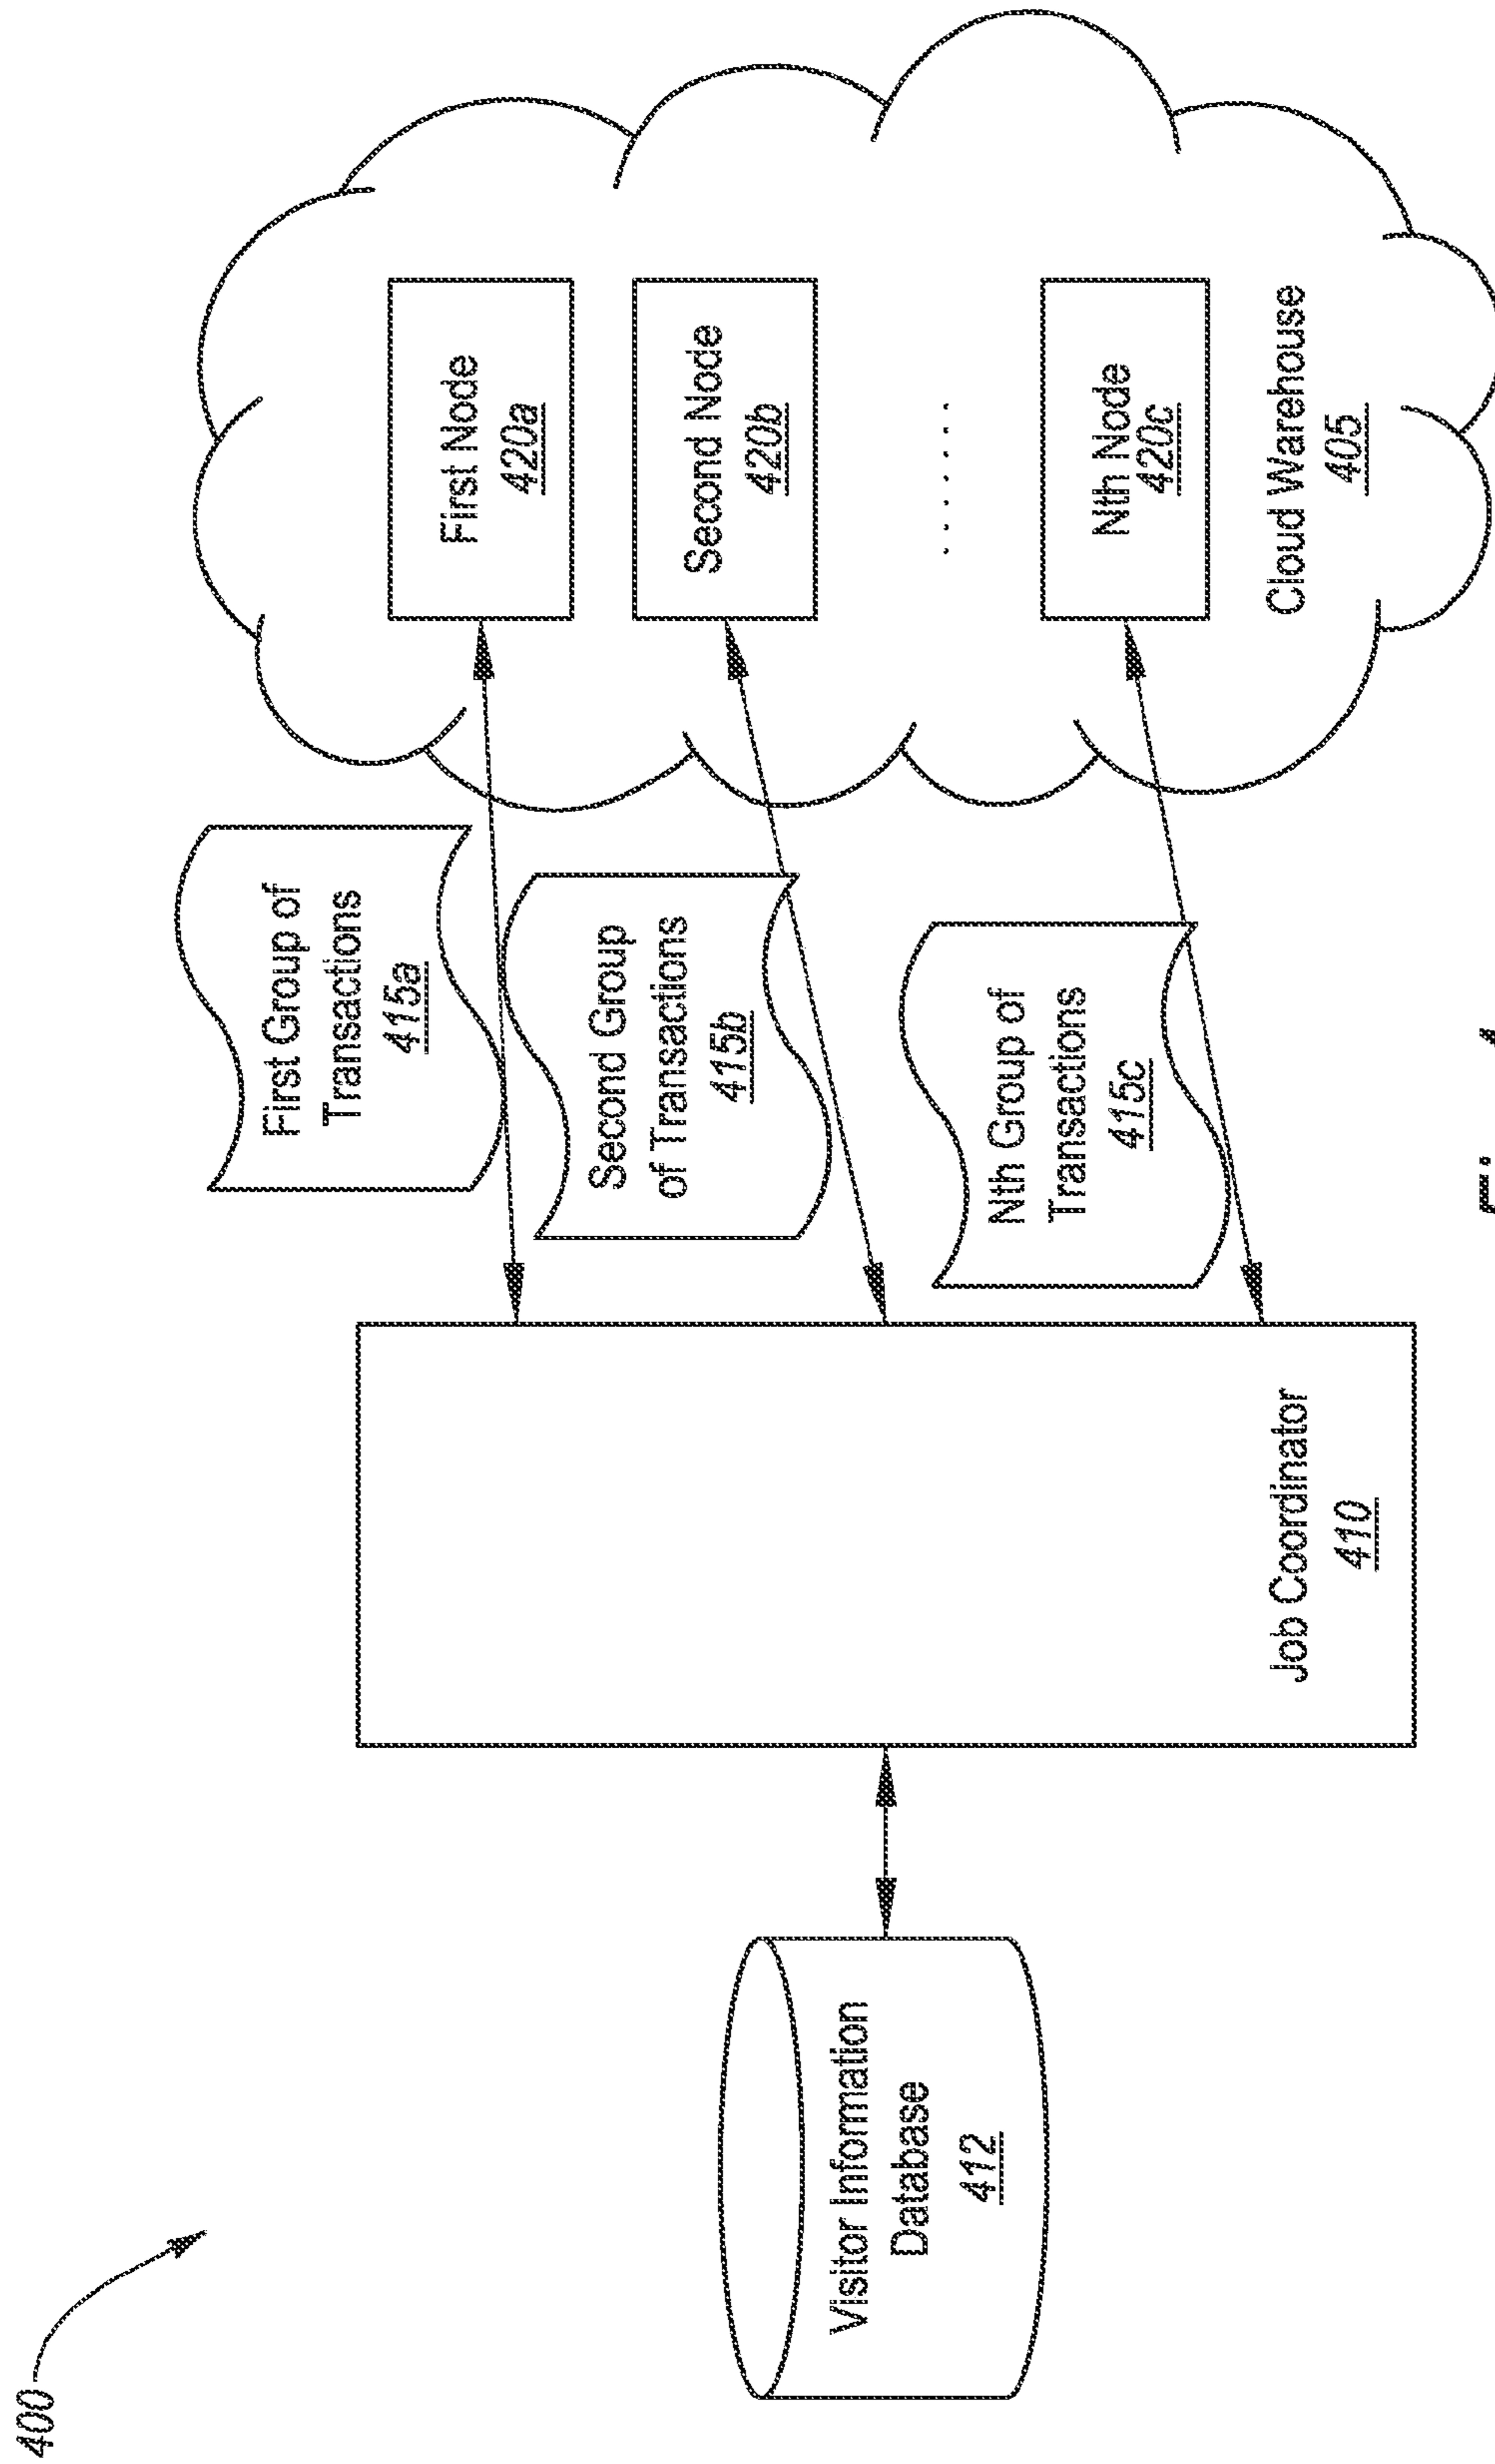 400
Visitor Information
Database
412
Job Coordinator
410
First Group of
Transactions
415a
Second Group
of Transactions
415b
Nth Group of
Transactions
415c
First Node
420a
Second Node
420b
.......
Nth Node
420c
Cloud Warehouse
405